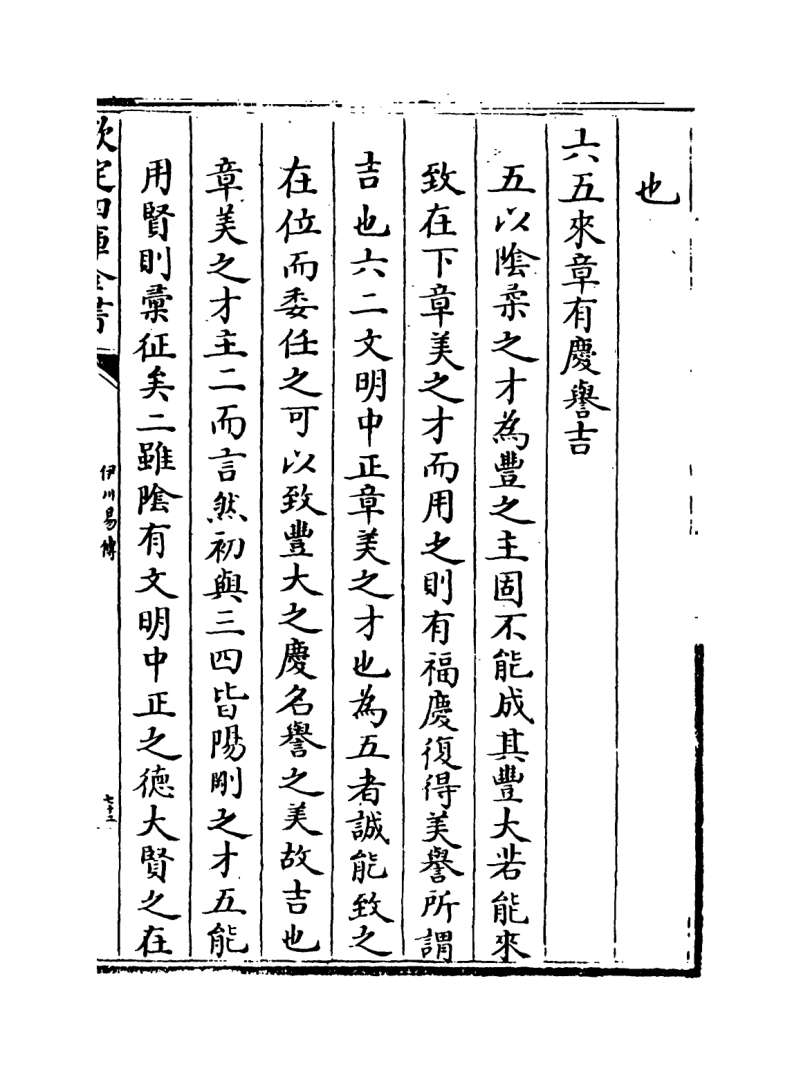 也
六五來章有慶譽吉
五以陰柔之才為豐之主固不能成其豐大若能來
致在下章美之才而用之則有福慶復得美譽所謂
吉也六二文明中正章美之才也為五者誠能致之
在位而委任之可以致豐大之慶名譽之美故吉也
章美之才主二而言然初與三四皆陽剛之才五能
用賢則彙征矣二雖陰有文明中正之德大賢之在
欽定四庫全書
伊川易傳
七十二